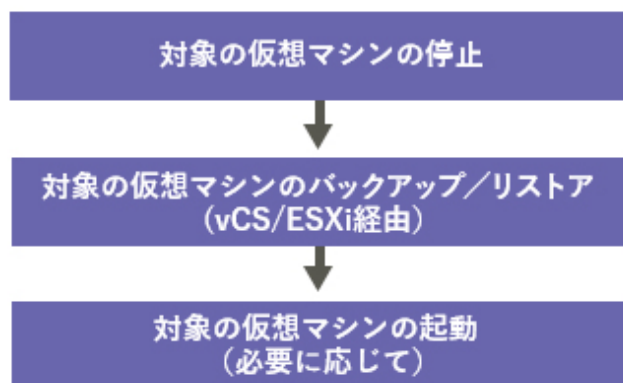 対象の仮想マシンの停止
対象の仮想マシンのバックアップ／リストア
（vCS/ESXi経由）
対象の仮想マシンの起動
（必要に応じて）